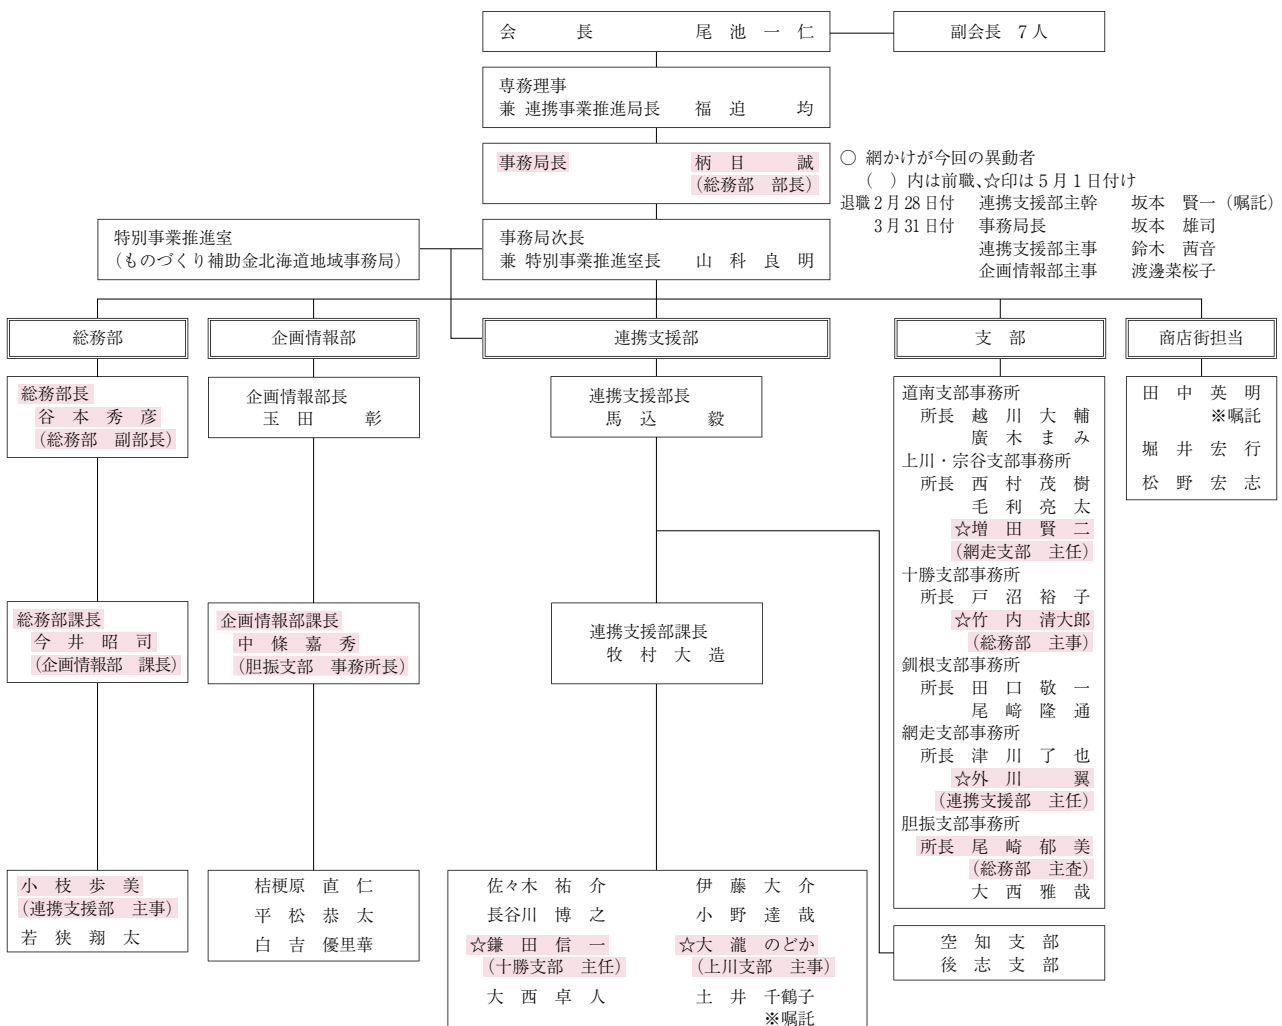 会長 尾池一仁
副会長 7人
専務理事
兼 連携事業推進局長 福迫 均
事務局長 柄目 誠
(総務部 部長)
○ 網かけが今回の異動者
( )内は前職、☆印は5月1日付け
退職 2月28日付 連携支援部主幹 坂本 賢一(嘱託)
3月31日付 事務局長 坂本 雄司
連携支援部主事 鈴木 茜音
企画情報部主事 渡邊菜桜子
特別事業推進室
(ものづくり補助金北海道地域事務局)
事務局次長
兼 特別事業推進室長 山科良明
総務部
総務部長
谷本秀彦
(総務部 副部長)
総務部課長
今井昭司
(企画情報部 課長)
小枝歩美
(連携支援部 主事)
若狭翔太
企画情報部
企画情報部長
玉田 彰
企画情報部課長
中條嘉秀
(胆振支部 事務所長)
桔梗原直仁
平松恭太
白吉優里華
連携支援部
連携支援部長
馬込 毅
連携支援部課長
牧村大造
佐々木祐介
長谷川博之
☆鎌田信一
(十勝支部 主任)
大西卓人
伊藤大介
小野達哉
☆大瀧のどか
(上川支部 主事)
土井千鶴子
※嘱託
支部
道南支部事務所
所長 越川大輔
廣木まみ
上川・宗谷支部事務所
所長 西村茂樹
毛利亮太
☆増田賢二
(網走支部 主任)
十勝支部事務所
所長 戸沼裕子
☆竹内清大郎
(総務部 主事)
釧根支部事務所
所長 田口敬一
尾﨑隆通
網走支部事務所
所長 津川了也
☆外川 翼
(連携支援部 主任)
胆振支部事務所
所長 尾崎郁美
(総務部 主査)
大西雅哉
空知支部
後志支部
商店街担当
田中英明
※嘱託
堀井宏行
松野宏志